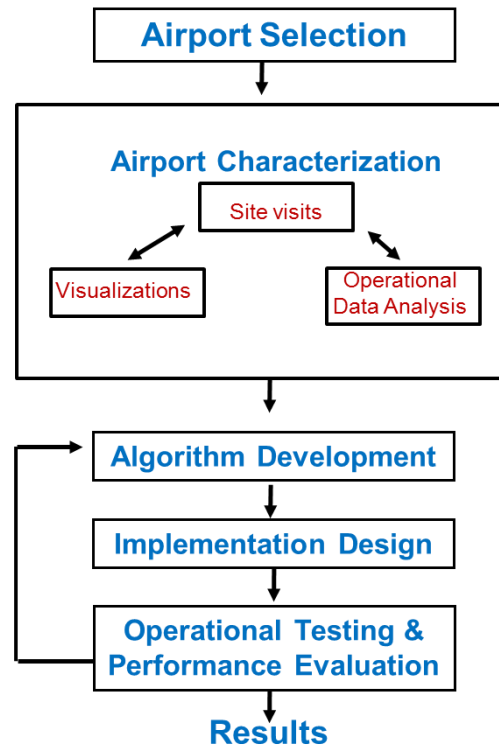 Airport Selection
Airport Characterization
Site visits
Visualizations
Operational
Data Analysis
Algorithm Development
Implementation Design
Operational Testing &
Performance Evaluation
Results